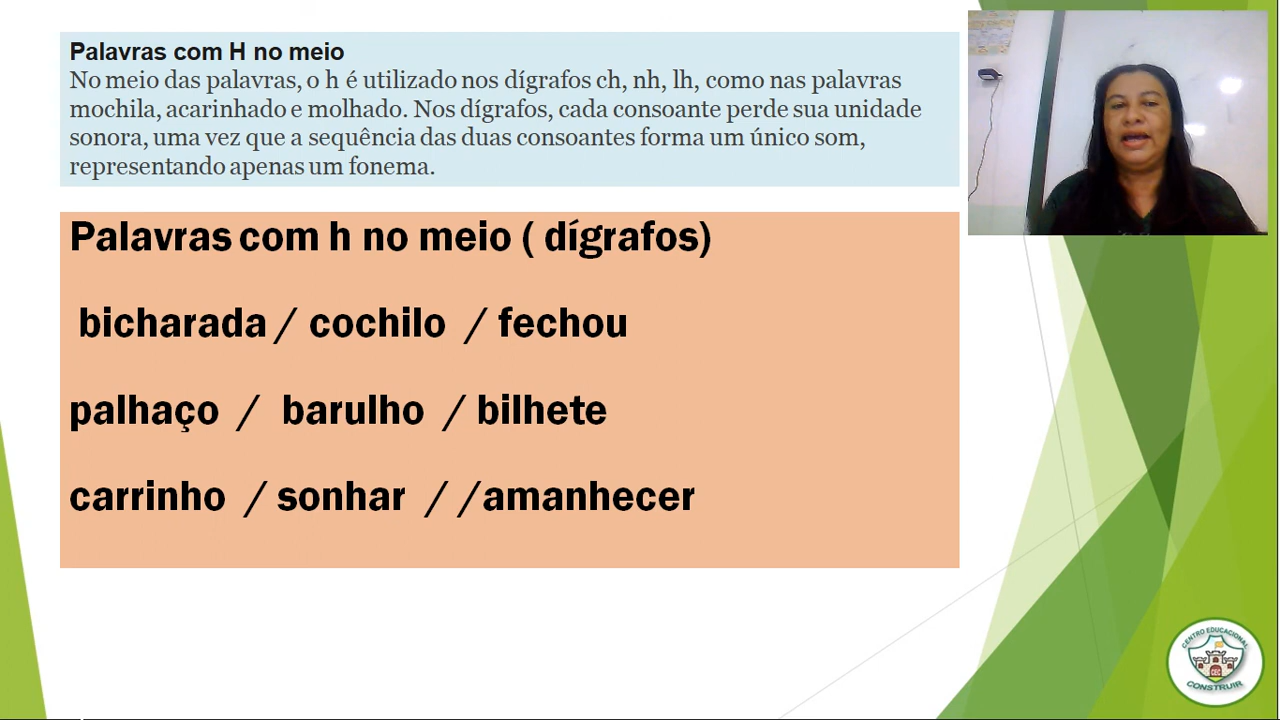 Palavras com H no meio
No meio das palavras, o h é utilizado nos dígrafos ch, nh, lh, como nas palavras
mochila, acarinhado e molhado. Nos dígrafos, cada consoante perde sua unidade
sonora, uma vez que a sequência das duas consoantes forma um único som,
representando apenas um fonema.
Palavras com h no meio ( dígrafos)
bicharada / cochilo / fechou
palhaço / barulho / bilhete
carrinho / sonhar / /amanhecer
CENTRO EDUCACIONAL
CONSTRUIR